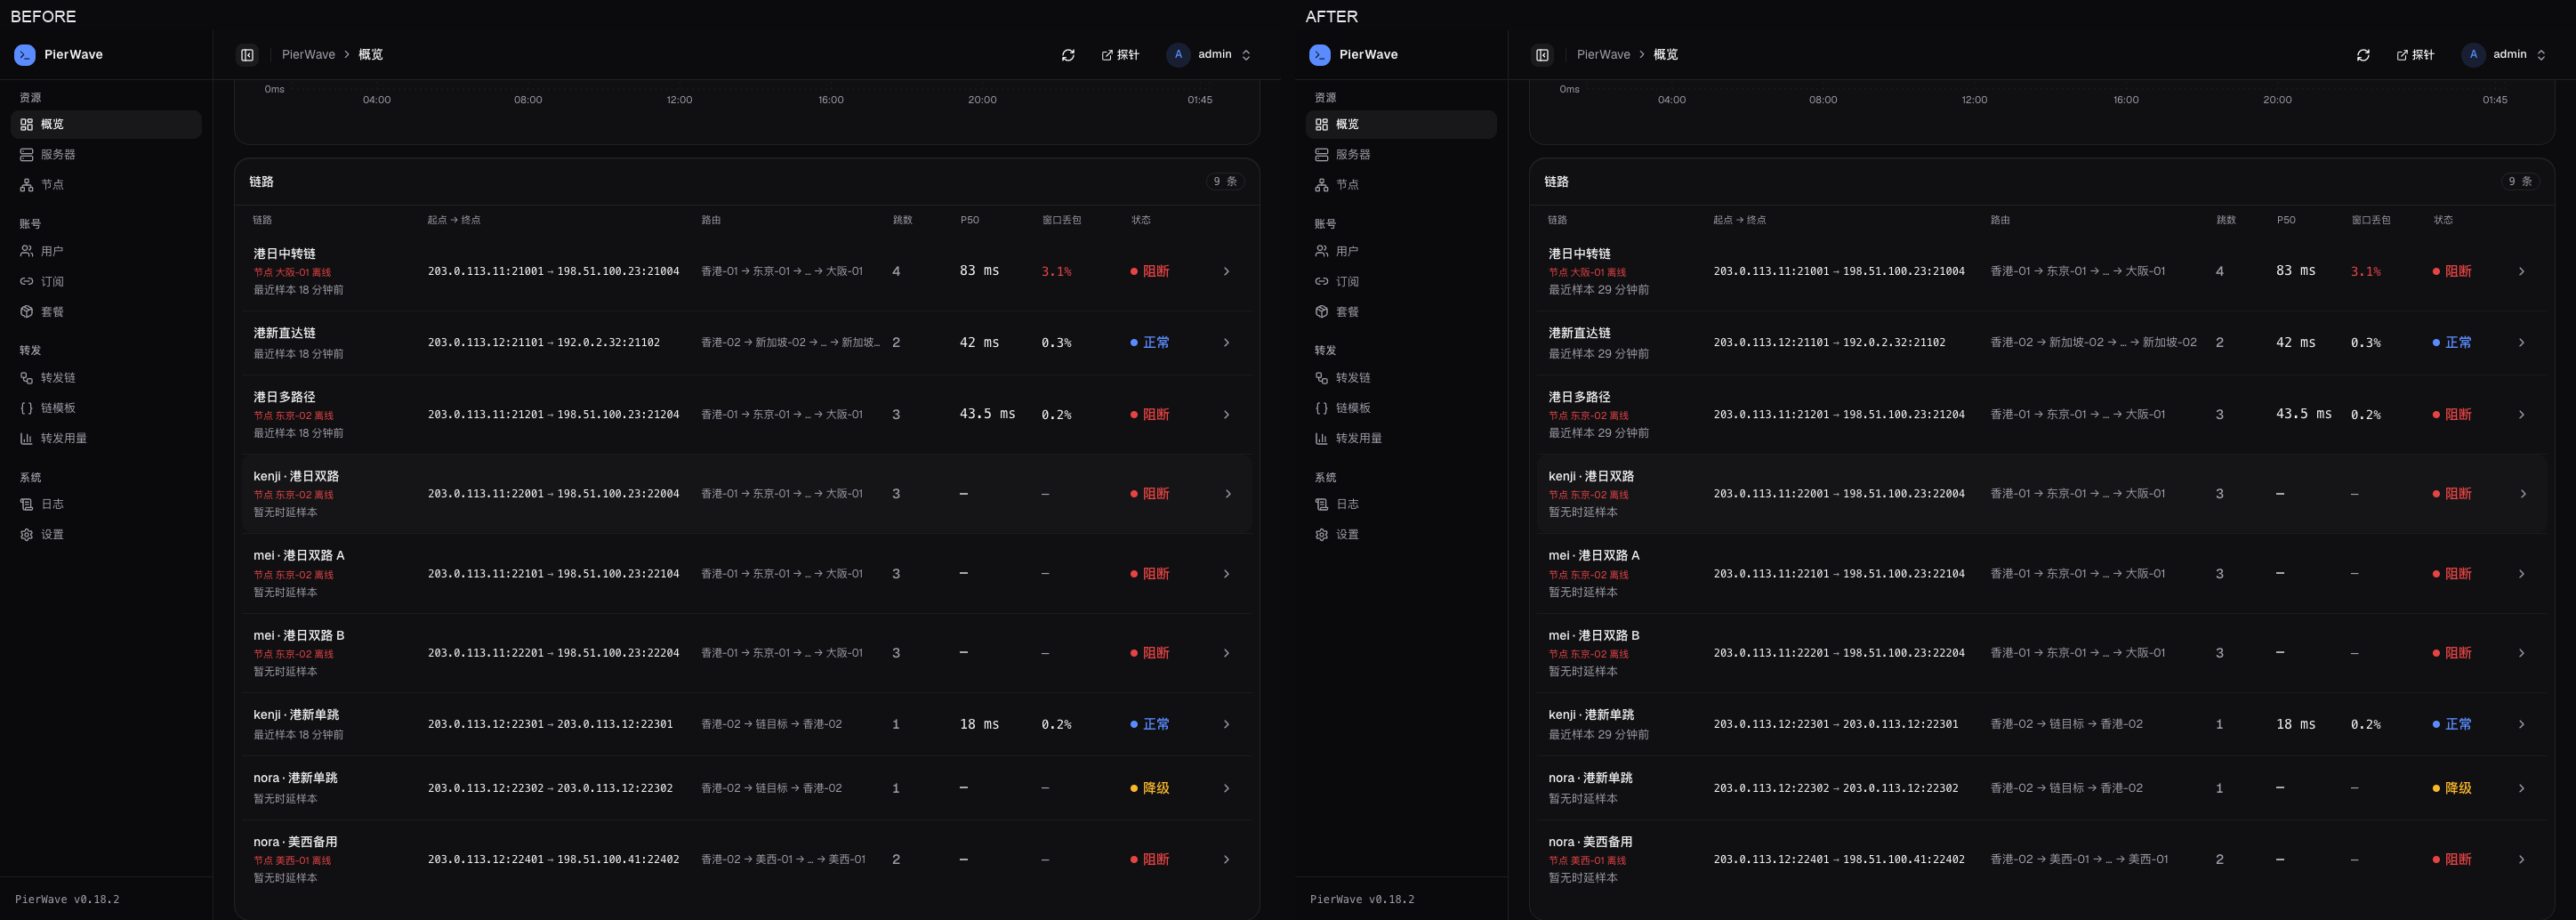 BEFORE
PierWave
PierWave > 概览
探针
A admin
资源
概览
服务器
节点
账号
用户
订阅
套餐
转发
转发链
链模板
转发用量
系统
日志
设置
PierWave v0.18.2
0ms
04:00 08:00 12:00 16:00 20:00 01:45
链路 9 条
链路 起点 → 终点 路由 跳数 P50 窗口丢包 状态
港日中转链
节点 大阪-01 离线
最近样本 18 分钟前
203.0.113.11:21001 → 198.51.100.23:21004 香港-01 → 东京-01 → … → 大阪-01 4 83 ms 3.1% 阻断
港新直达链
最近样本 18 分钟前
203.0.113.12:21101 → 192.0.2.32:21102 香港-02 → 新加坡-02 → … → 新加坡… 2 42 ms 0.3% 正常
港日多路径
节点 东京-02 离线
最近样本 18 分钟前
203.0.113.11:21201 → 198.51.100.23:21204 香港-01 → 东京-01 → … → 大阪-01 3 43.5 ms 0.2% 阻断
kenji · 港日双路
节点 东京-02 离线
暂无时延样本
203.0.113.11:22001 → 198.51.100.23:22004 香港-01 → 东京-01 → … → 大阪-01 3 — — 阻断
mei · 港日双路 A
节点 东京-02 离线
暂无时延样本
203.0.113.11:22101 → 198.51.100.23:22104 香港-01 → 东京-01 → … → 大阪-01 3 — — 阻断
mei · 港日双路 B
节点 东京-02 离线
暂无时延样本
203.0.113.11:22201 → 198.51.100.23:22204 香港-01 → 东京-01 → … → 大阪-01 3 — — 阻断
kenji · 港新单跳
最近样本 18 分钟前
203.0.113.12:22301 → 203.0.113.12:22301 香港-02 → 链目标 → 香港-02 1 18 ms 0.2% 正常
nora · 港新单跳
暂无时延样本
203.0.113.12:22302 → 203.0.113.12:22302 香港-02 → 链目标 → 香港-02 1 — — 降级
nora · 美西备用
节点 美西-01 离线
暂无时延样本
203.0.113.12:22401 → 198.51.100.41:22402 香港-02 → 美西-01 → … → 美西-01 2 — — 阻断
AFTER
PierWave
PierWave > 概览
探针
A admin
资源
概览
服务器
节点
账号
用户
订阅
套餐
转发
转发链
链模板
转发用量
系统
日志
设置
PierWave v0.18.2
0ms
04:00 08:00 12:00 16:00 20:00 01:45
链路 9 条
链路 起点 → 终点 路由 跳数 P50 窗口丢包 状态
港日中转链
节点 大阪-01 离线
最近样本 29 分钟前
203.0.113.11:21001 → 198.51.100.23:21004 香港-01 → 东京-01 → … → 大阪-01 4 83 ms 3.1% 阻断
港新直达链
最近样本 29 分钟前
203.0.113.12:21101 → 192.0.2.32:21102 香港-02 → 新加坡-02 → … → 新加坡-02 2 42 ms 0.3% 正常
港日多路径
节点 东京-02 离线
最近样本 29 分钟前
203.0.113.11:21201 → 198.51.100.23:21204 香港-01 → 东京-01 → … → 大阪-01 3 43.5 ms 0.2% 阻断
kenji · 港日双路
节点 东京-02 离线
暂无时延样本
203.0.113.11:22001 → 198.51.100.23:22004 香港-01 → 东京-01 → … → 大阪-01 3 — — 阻断
mei · 港日双路 A
节点 东京-02 离线
暂无时延样本
203.0.113.11:22101 → 198.51.100.23:22104 香港-01 → 东京-01 → … → 大阪-01 3 — — 阻断
mei · 港日双路 B
节点 东京-02 离线
暂无时延样本
203.0.113.11:22201 → 198.51.100.23:22204 香港-01 → 东京-01 → … → 大阪-01 3 — — 阻断
kenji · 港新单跳
最近样本 29 分钟前
203.0.113.12:22301 → 203.0.113.12:22301 香港-02 → 链目标 → 香港-02 1 18 ms 0.2% 正常
nora · 港新单跳
暂无时延样本
203.0.113.12:22302 → 203.0.113.12:22302 香港-02 → 链目标 → 香港-02 1 — — 降级
nora · 美西备用
节点 美西-01 离线
暂无时延样本
203.0.113.12:22401 → 198.51.100.41:22402 香港-02 → 美西-01 → … → 美西-01 2 — — 阻断